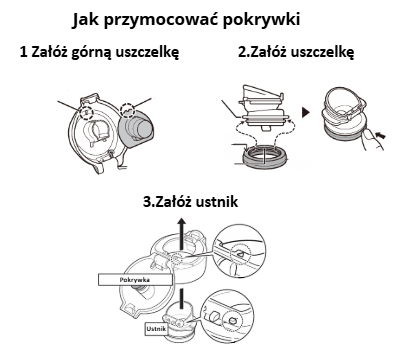 Jak przymocować pokrywki
1 Załóż górną uszczelkę
2.Załóż uszczelkę
3.Załóż ustnik
Pokrywka
Ustnik